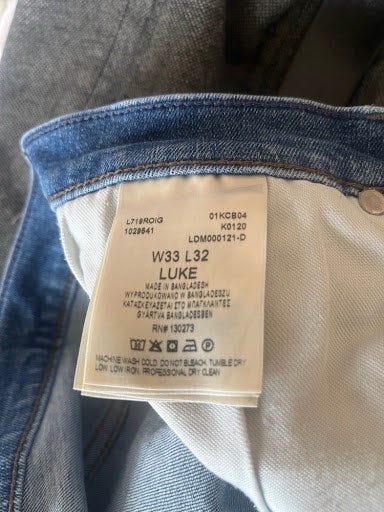 L719ROIG 01KCB04
1029541 K0120
LDM000121-D
W33 L32
LUKE
MADE IN BANGLADESH
WYPRODUKOWANO W BANGLADESZU
ΚΑΤΑΣΚΕΥΑΖΕΤΑΙ ΣΤΟ ΜΠΑΓΚΛΑΝΤΕΣ
GYÁRTVA BANGLADESBEN
RN# 130273
MACHINE WASH COLD. DO NOT BLEACH. TUMBLE DRY
LOW. LOW IRON. PROFESSIONAL DRY CLEAN